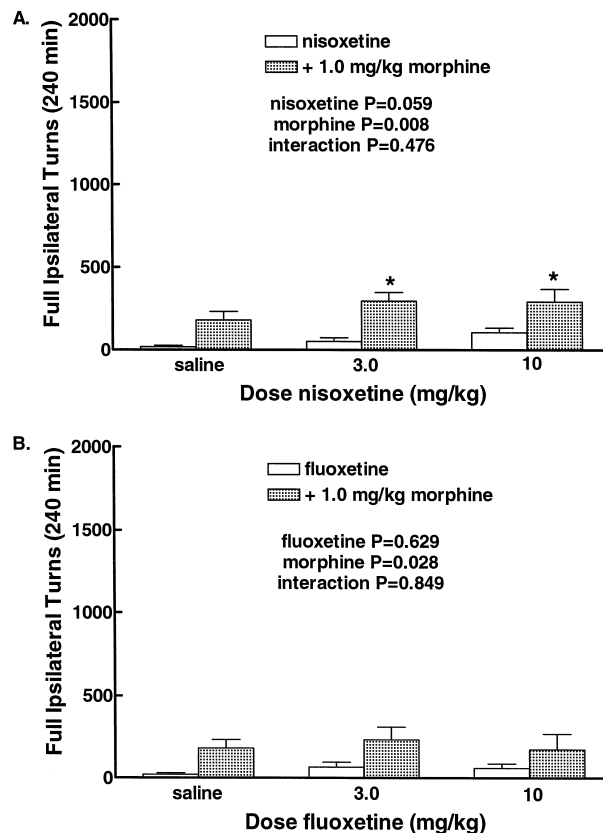 A.
Full Ipsilateral Turns (240 min)
2000
1500
1000
500
0
nisoxetine
+ 1.0 mg/kg morphine
nisoxetine P=0.059
morphine P=0.008
interaction P=0.476
* *
saline 3.0 10
Dose nisoxetine (mg/kg)
B.
Full Ipsilateral Turns (240 min)
2000
1500
1000
500
0
fluoxetine
+ 1.0 mg/kg morphine
fluoxetine P=0.629
morphine P=0.028
interaction P=0.849
saline 3.0 10
Dose fluoxetine (mg/kg)